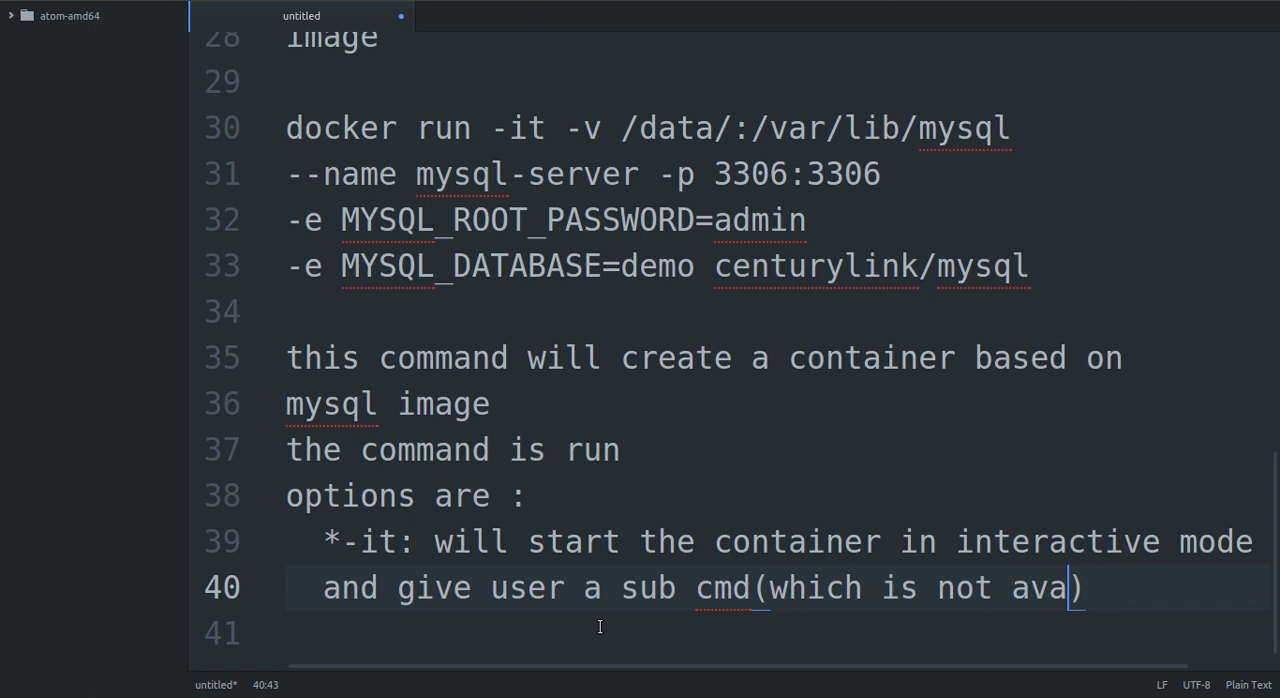 atom-amd64
untitled
28 image
29
30 docker run -it -v /data/:/var/lib/mysql
31 --name mysql-server -p 3306:3306
32 -e MYSQL_ROOT_PASSWORD=admin
33 -e MYSQL_DATABASE=demo centurylink/mysql
34
35 this command will create a container based on
36 mysql image
37 the command is run
38 options are :
39 *-it: will start the container in interactive mode
40 and give user a sub cmd(which is not ava)
41
untitled* 40:43 LF UTF-8 Plain Text